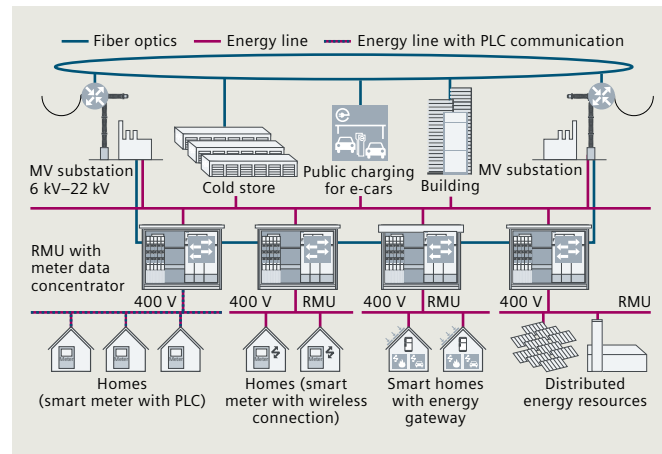 Fiber optics
Energy line
Energy line with PLC communication
MV substation
6 kV–22 kV
Cold store
Public charging
for e-cars
Building
MV substation
RMU with
meter data
concentrator
400 V
400 V
RMU
400 V
RMU
400 V
RMU
Homes
(smart meter with PLC)
Homes (smart
meter with wireless
connection)
Smart homes
with energy
gateway
Distributed
energy resources